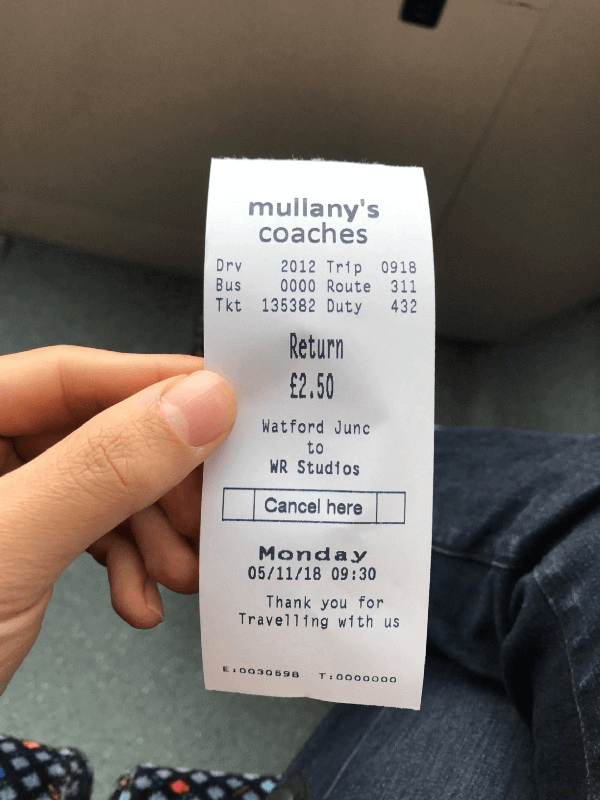 mullany's
coaches
Drv 2012 Trip 0918
Bus 0000 Route 311
Tkt 135382 Duty 432
Return
£2.50
Watford Junc
to
WR Studios
Cancel here
Monday
05/11/18 09:30
Thank you for
Travelling with us
E:0030598 T:0000000